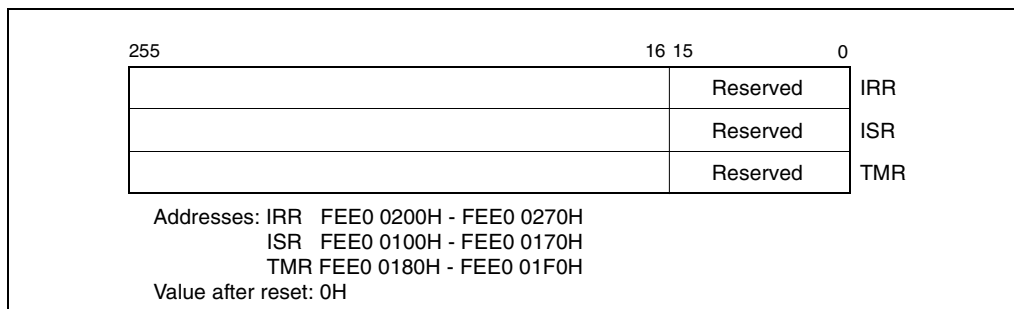 255 16 15 0
Reserved IRR
Reserved ISR
Reserved TMR
Addresses: IRR FEE0 0200H - FEE0 0270H
ISR FEE0 0100H - FEE0 0170H
TMR FEE0 0180H - FEE0 01F0H
Value after reset: 0H